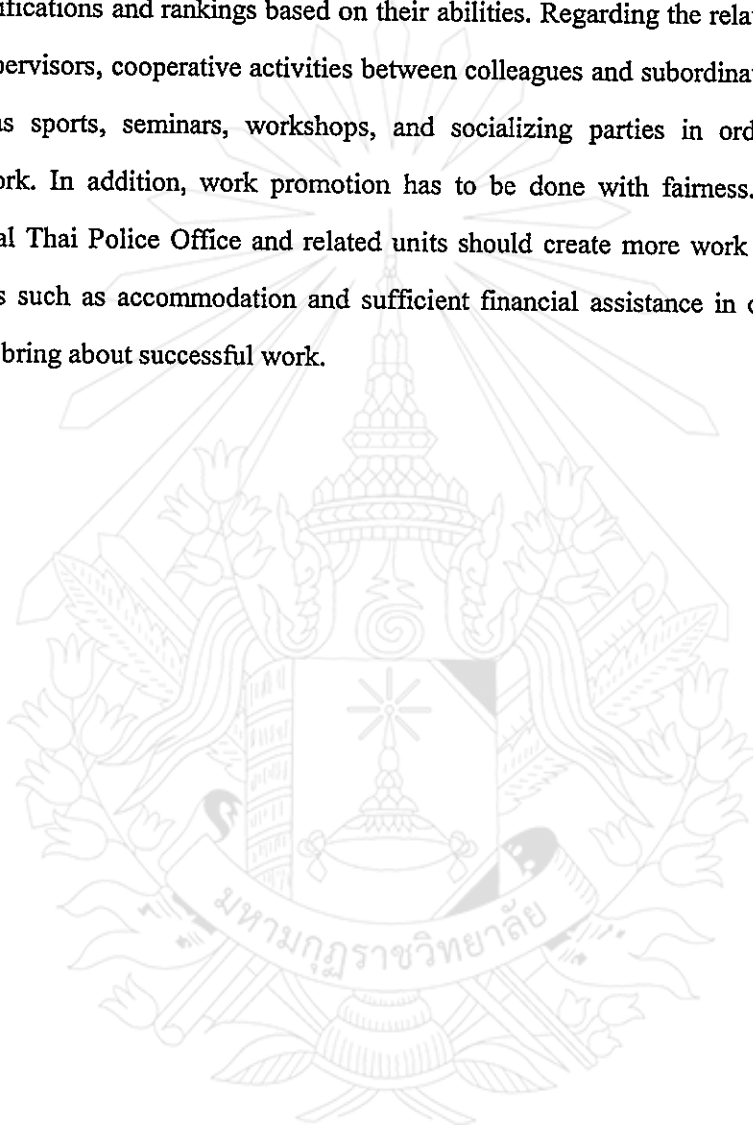 ifications and rankings based on their abilities. Regarding the rela
pervisors, cooperative activities between colleagues and subordina
as sports, seminars, workshops, and socializing parties in ord
ork. In addition, work promotion has to be done with fairness.
al Thai Police Office and related units should create more work
s such as accommodation and sufficient financial assistance in
bring about successful work.
มหามกุฏราชวิทยาลัย